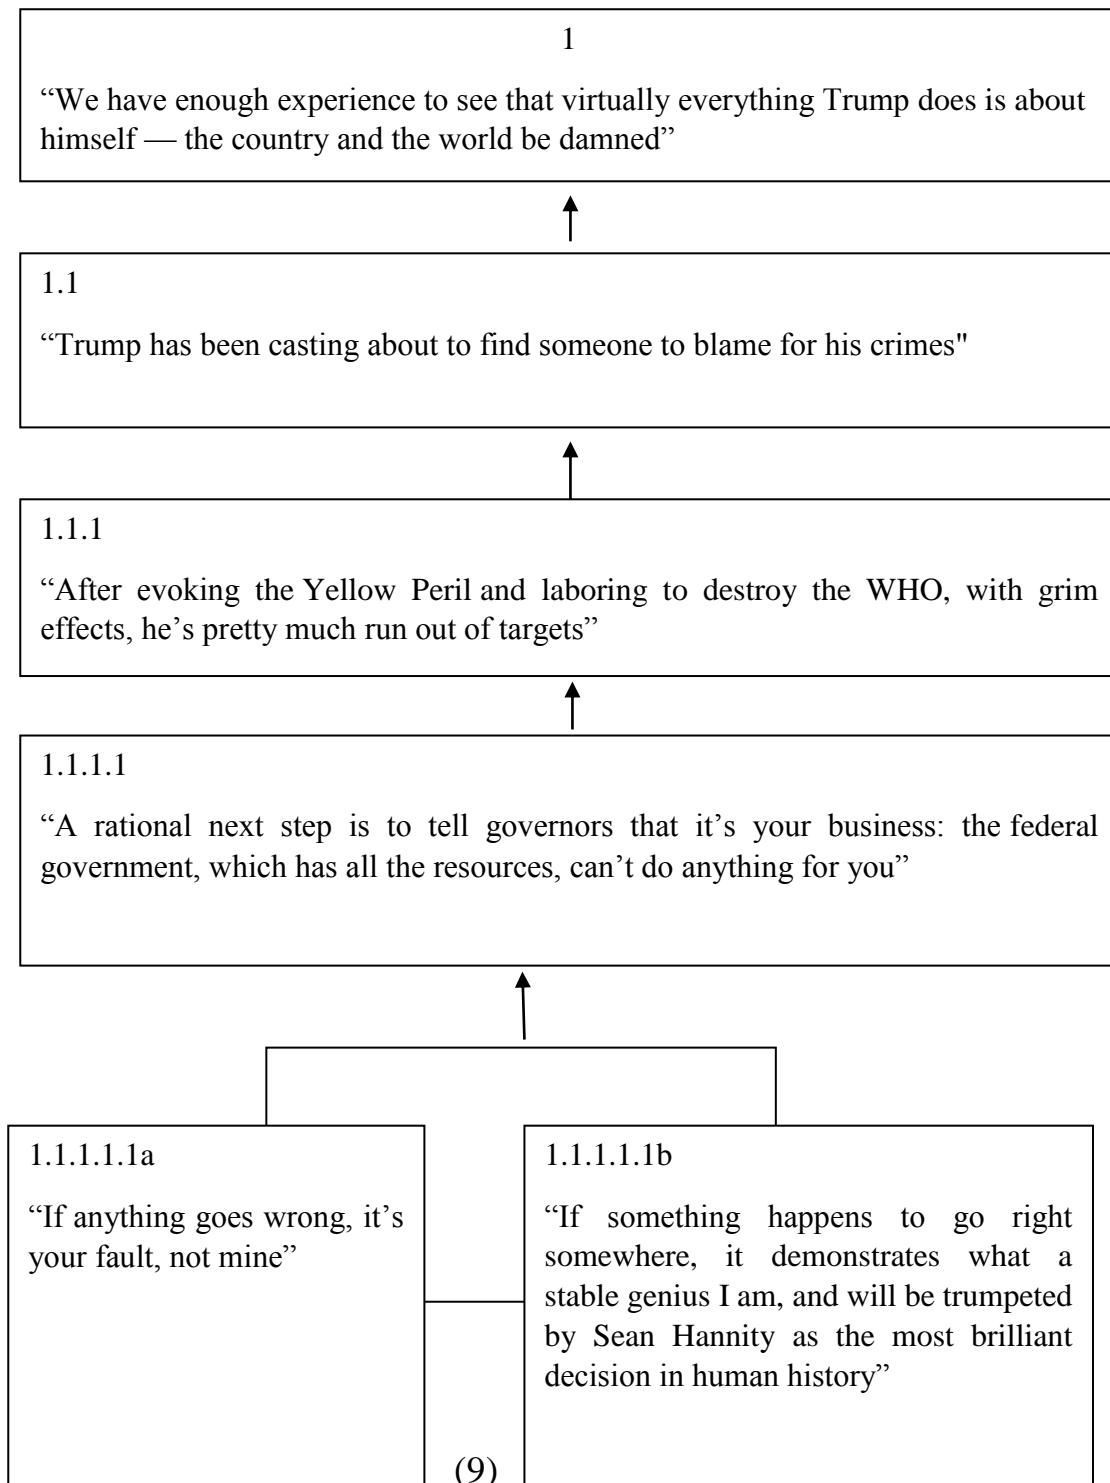 1
“We have enough experience to see that virtually everything Trump does is about
himself — the country and the world be damned”
1.1
“Trump has been casting about to find someone to blame for his crimes"
1.1.1
“After evoking the Yellow Peril and laboring to destroy the WHO, with grim
effects, he’s pretty much run out of targets”
1.1.1.1
“A rational next step is to tell governors that it’s your business: the federal
government, which has all the resources, can’t do anything for you”
1.1.1.1.1a
“If anything goes wrong, it’s
your fault, not mine”
1.1.1.1.1b
“If something happens to go right
somewhere, it demonstrates what a
stable genius I am, and will be trumpeted
by Sean Hannity as the most brilliant
decision in human history”
(9)